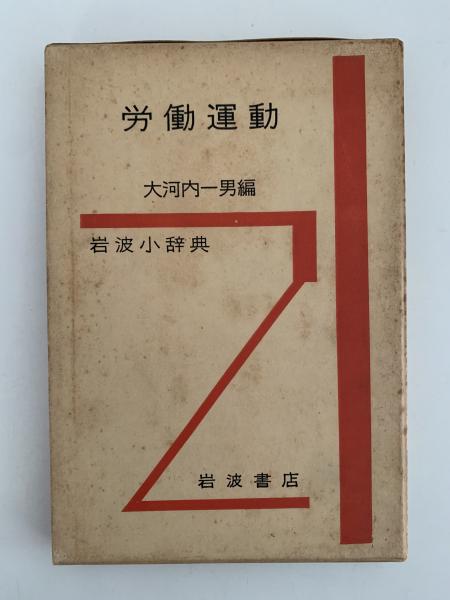 労働運動
大河内一男編
岩波小辞典
岩波書店